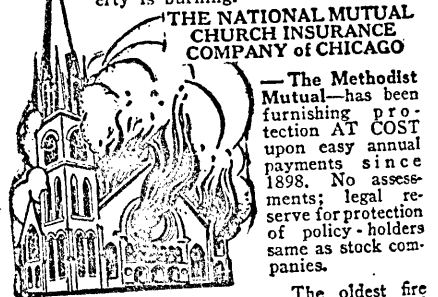 erty is burning.
THE NATIONAL MUTUAL
CHURCH INSURANCE
COMPANY of CHICAGO
—The Methodist
Mutual—has been
furnishing pro-
tection AT COST
upon easy annual
payments since
1898. No assess-
ments; legal re-
serve for protection
of policy-holders
same as stock com-
panies.
The oldest fire